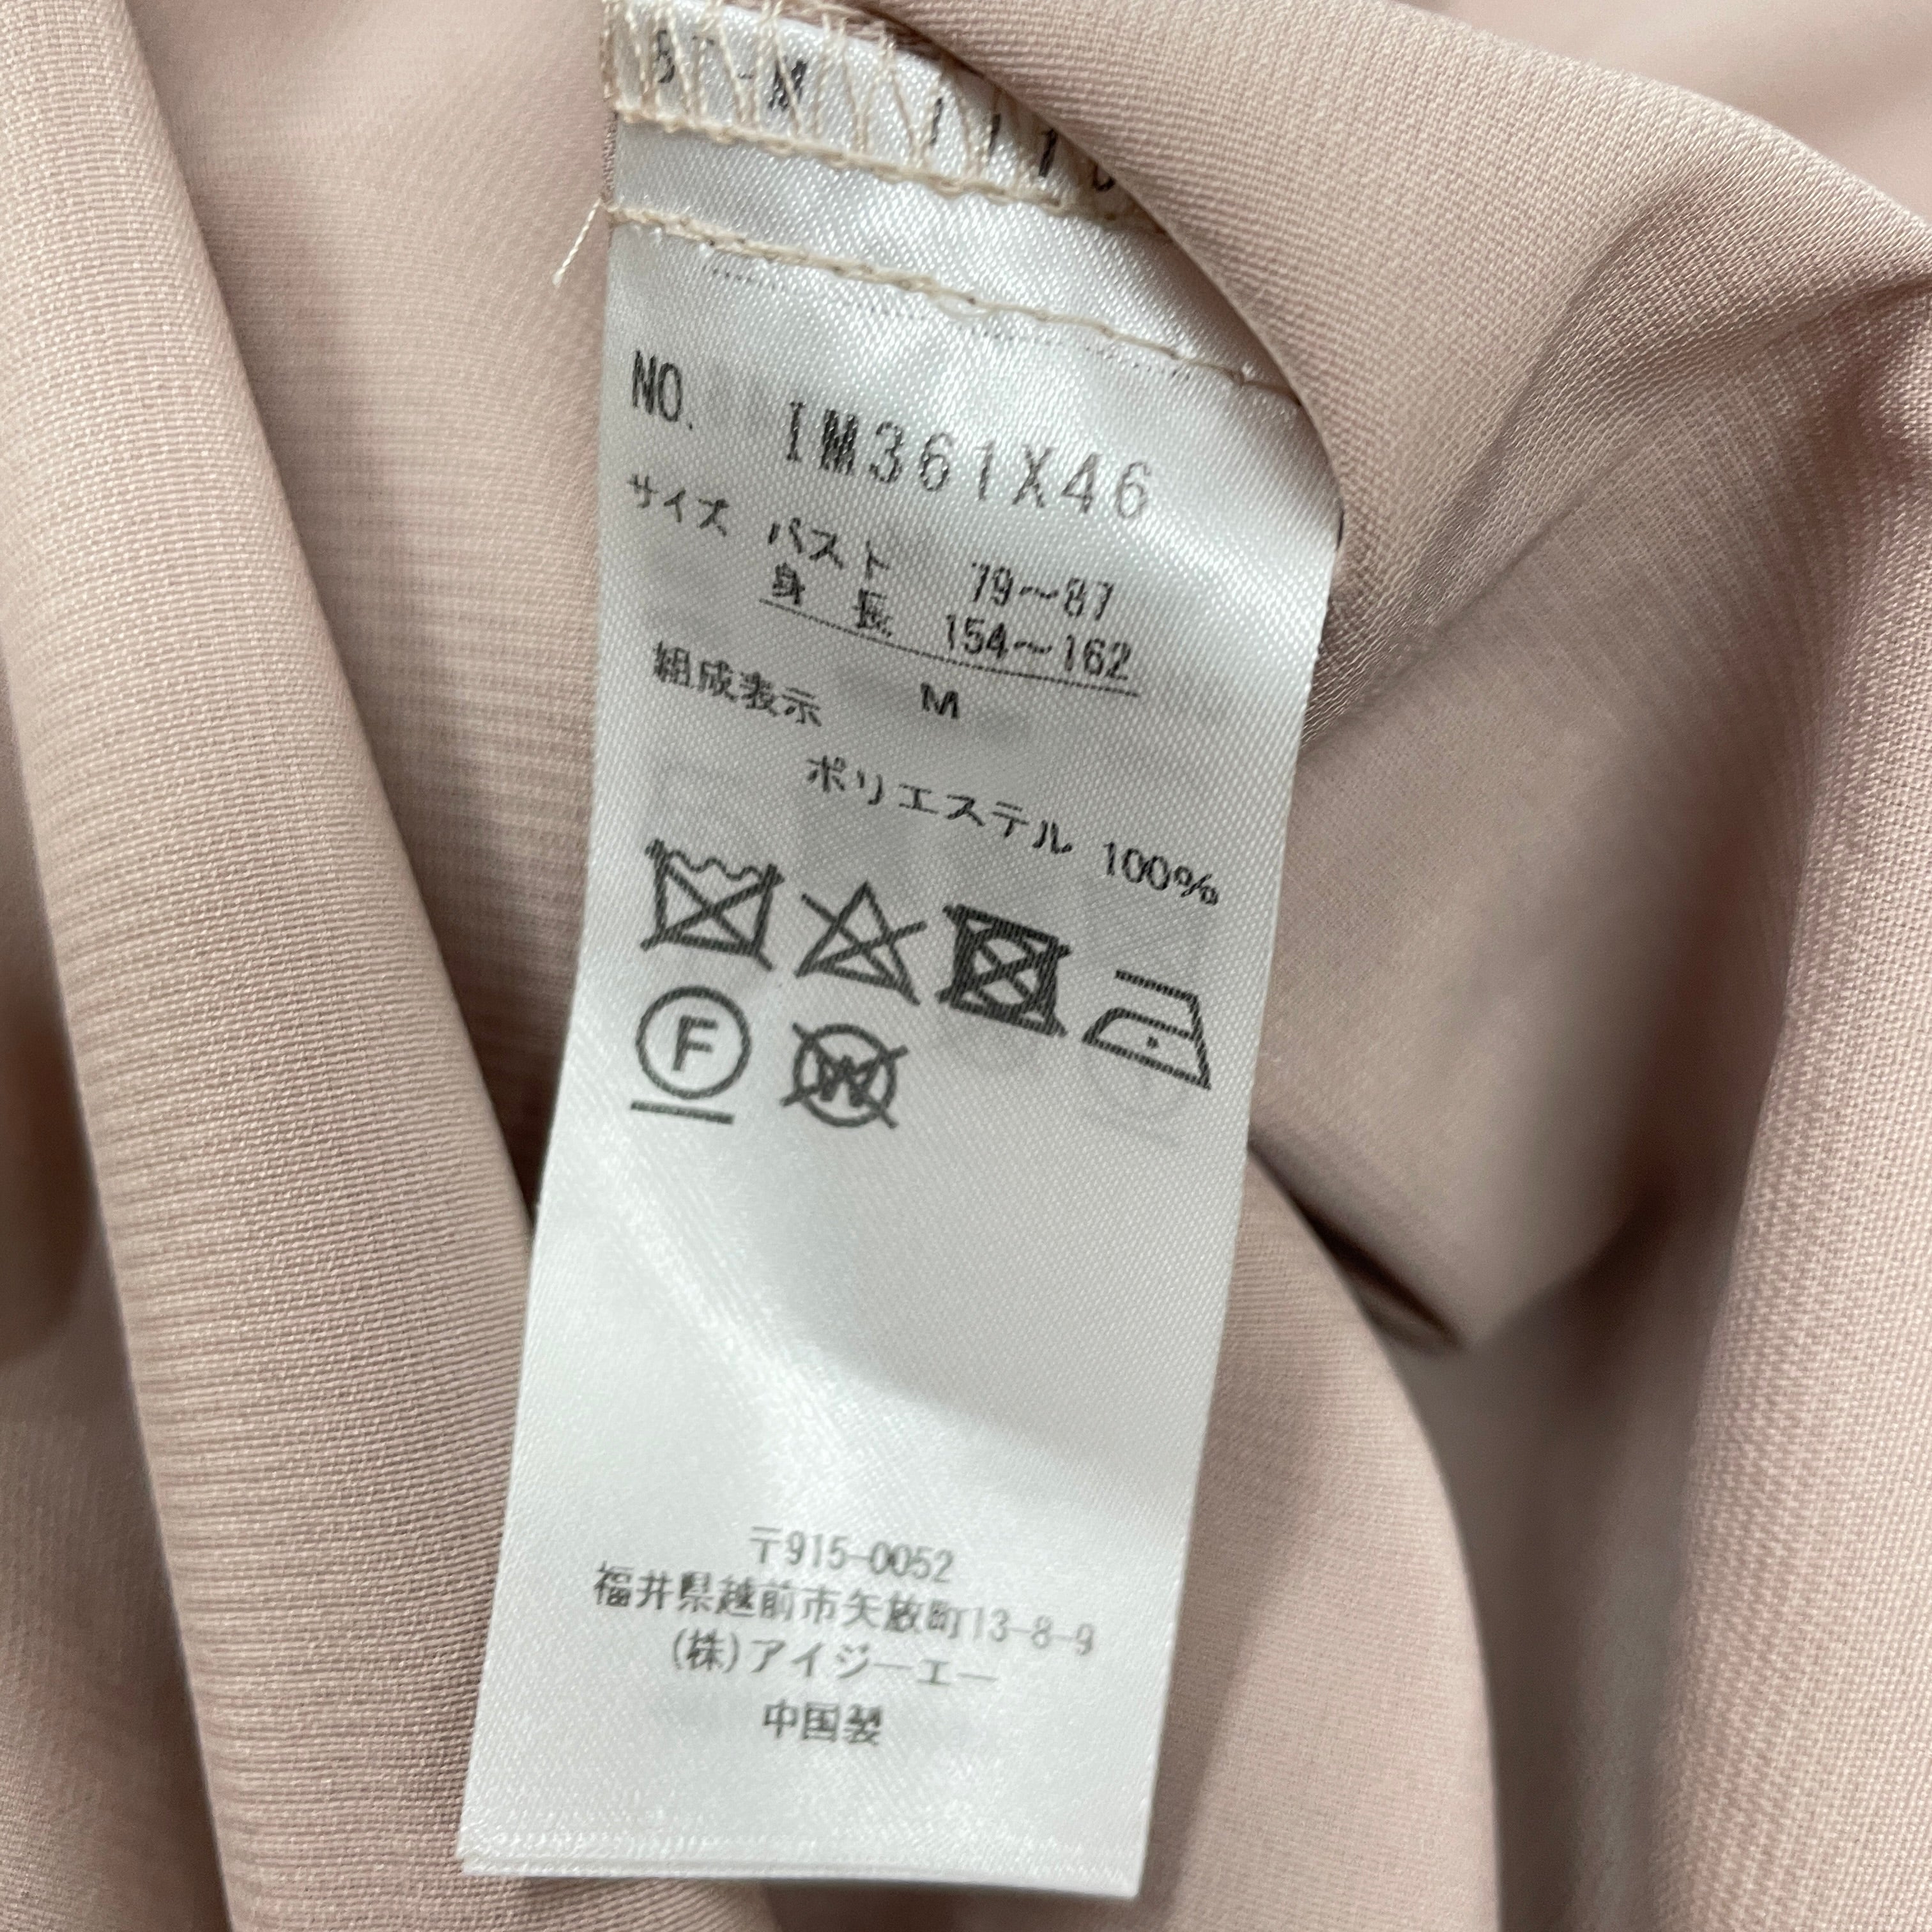 NO. IM361X46
サイズ バスト 79～87
身長 154～162
M
組成表示
ポリエステル 100%
F
W
〒915-0052
福井県越前市矢放町13-8-9
(株)アイジーエー
中国製